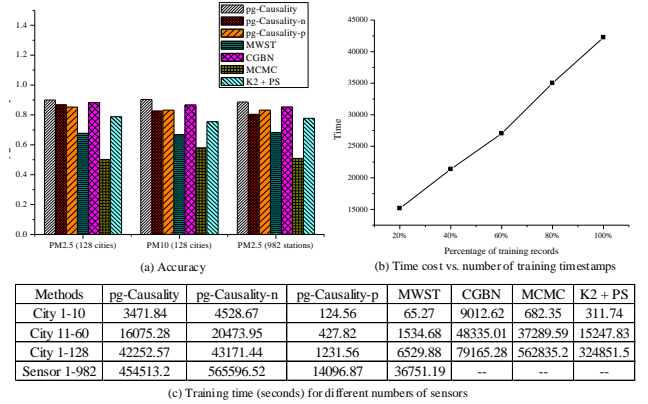 1.4
1.2
1.0
0.8
0.6
0.4
0.2
0.0
pg-Causality
pg-Causality-n
pg-Causality-p
MWST
CGBN
MCMC
K2 + PS
PM2.5 (128 cities) PM10 (128 cities) PM2.5 (982 stations)
(a) Accuracy
45000
40000
35000
30000
25000
20000
15000
Time
20% 40% 60% 80% 100%
Percentage of training records
(b) Time cost vs. number of training timestamps
Methods pg-Causality pg-Causality-n pg-Causality-p MWST CGBN MCMC K2 + PS
City 1-10 3471.84 4528.67 124.56 65.27 9012.62 682.35 311.74
City 11-60 16075.28 20473.95 427.82 1534.68 48335.01 37289.59 15247.83
City 1-128 42252.57 43171.44 1231.56 6529.88 79165.28 562835.2 324851.5
Sensor 1-982 454513.2 565596.52 14096.87 36751.19 -- -- --
(c) Training time (seconds) for different numbers of sensors